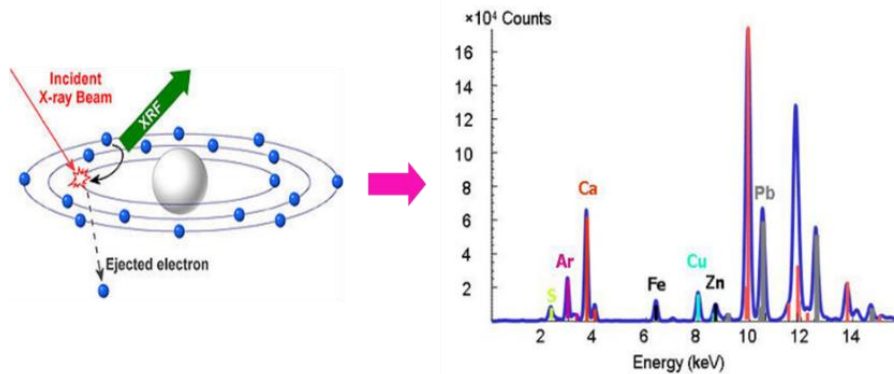 Incident
X-ray Beam
XRF
Ejected electron
×10⁴ Counts
16
14
12
10
8
6
4
2
S
Ar
Ca
Fe
Cu
Zn
Pb
2 4 6 8 10 12 14
Energy (keV)